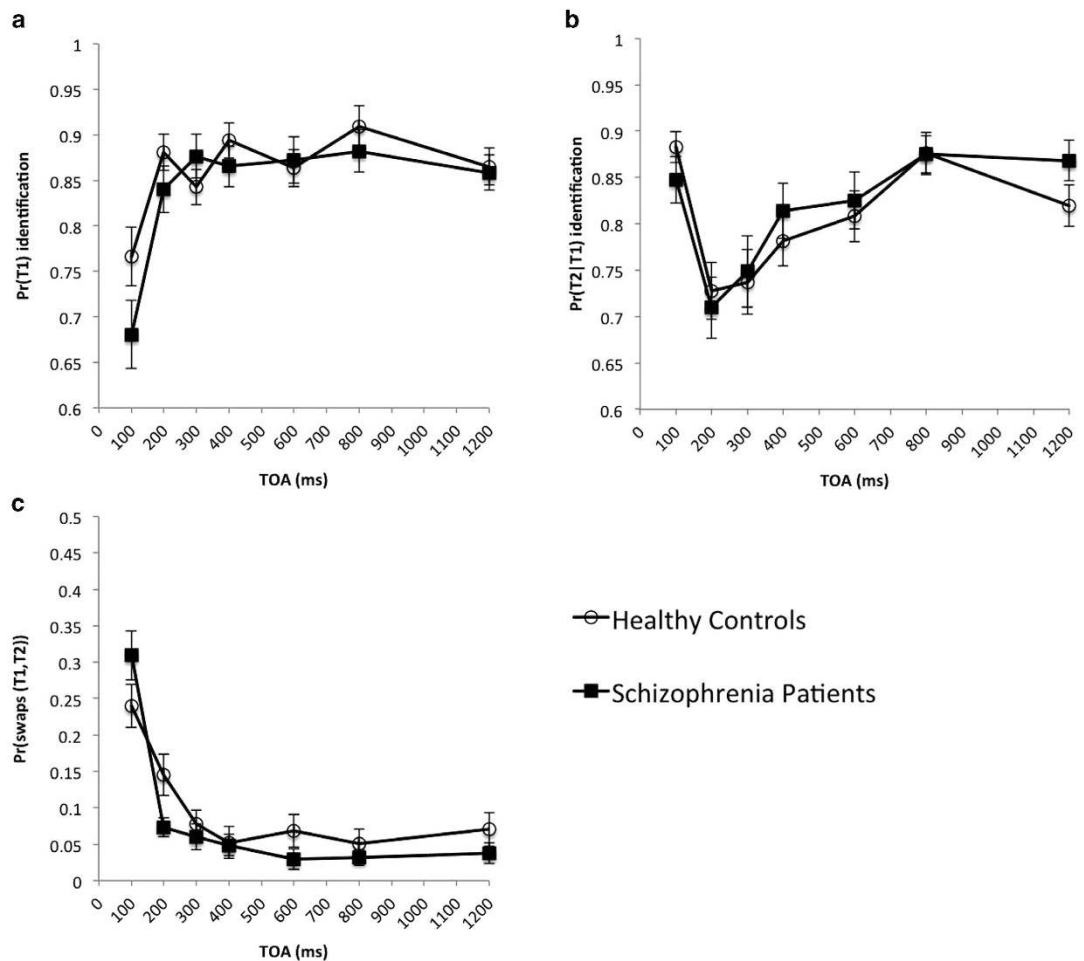 a
1
0.95
0.9
0.85
0.8
0.75
0.7
0.65
0.6
Pr(T1) identification
0 100 200 300 400 500 600 700 800 900 1000 1100 1200
TOA (ms)
b
1
0.95
0.9
0.85
0.8
0.75
0.7
0.65
0.6
Pr(T2|T1) identification
0 100 200 300 400 500 600 700 800 900 1000 1100 1200
TOA (ms)
c
0.5
0.45
0.4
0.35
0.3
0.25
0.2
0.15
0.1
0.05
0
Pr(swaps (T1,T2))
0 100 200 300 400 500 600 700 800 900 1000 1100 1200
TOA (ms)
Healthy Controls
Schizophrenia Patients